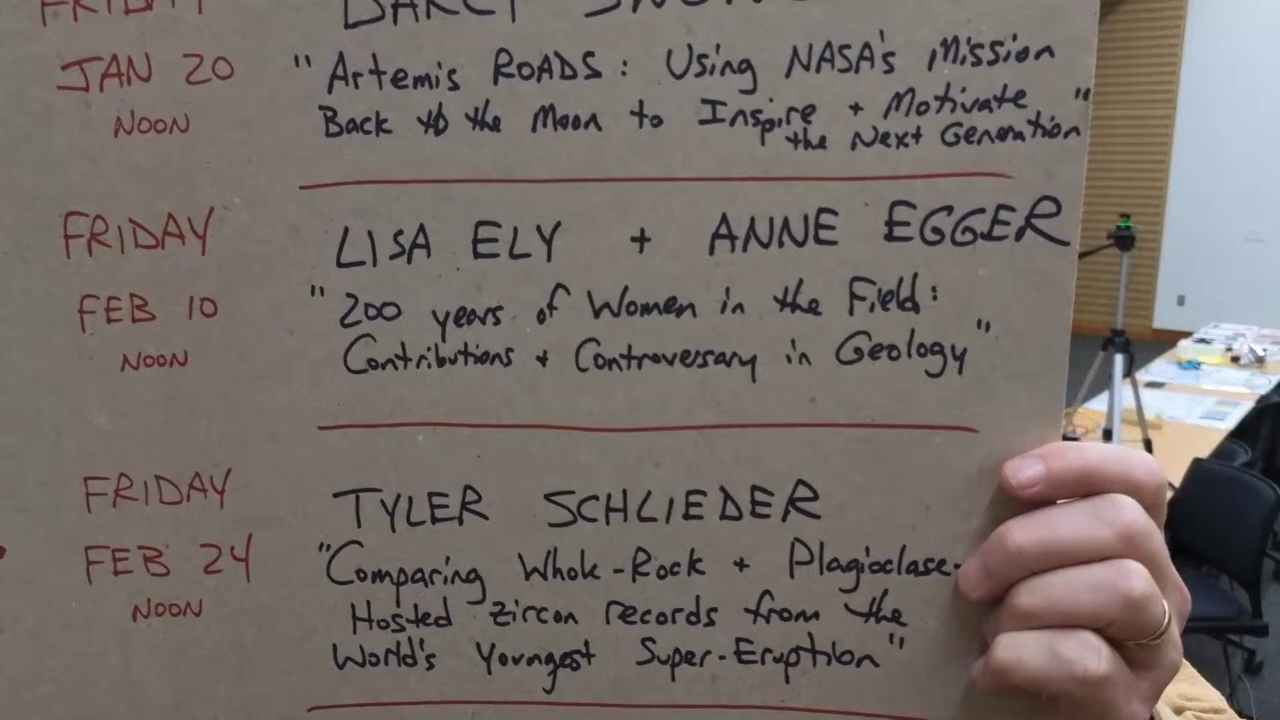 FRIDAY DARCY
JAN 20 "Artemis ROADS: Using NASA's Mission
NOON Back to the Moon to Inspire + Motivate
the Next Generation"
FRIDAY LISA ELY + ANNE EGGER
FEB 10 "200 years of Women in the Field:
NOON Contributions + Controversary in Geology"
FRIDAY TYLER SCHLIEDER
FEB 24 "Comparing Whole-Rock + Plagioclase-
NOON Hosted zircon records from the
World's Youngest Super-Eruption"